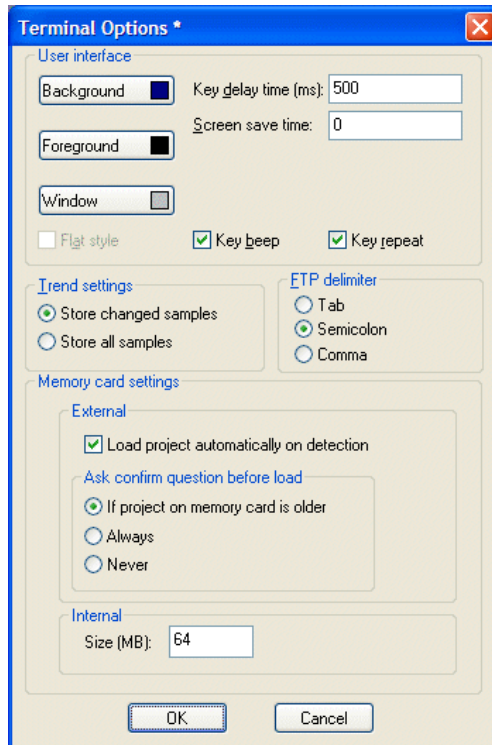 Terminal Options *
User interface
Background
Key delay time (ms): 500
Screen save time: 0
Foreground
Window
Flat style
Key beep
Key repeat
Trend settings
Store changed samples
Store all samples
FTP delimiter
Tab
Semicolon
Comma
Memory card settings
External
Load project automatically on detection
Ask confirm question before load
If project on memory card is older
Always
Never
Internal
Size (MB): 64
OK
Cancel